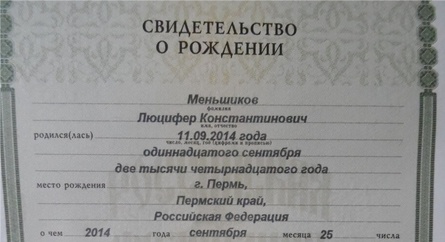 СВИДЕТЕЛЬСТВО
О РОЖДЕНИИ
Меньшиков
фамилия
Люцифер Константинович
имя, отчество
родился(лась) 11.09.2014 года
число, месяц, год (цифрами и прописью)
одиннадцатого сентября
две тысячи четырнадцатого года
место рождения г. Пермь,
Пермский край,
Российская Федерация
о чем 2014 года сентября месяца 25 числа